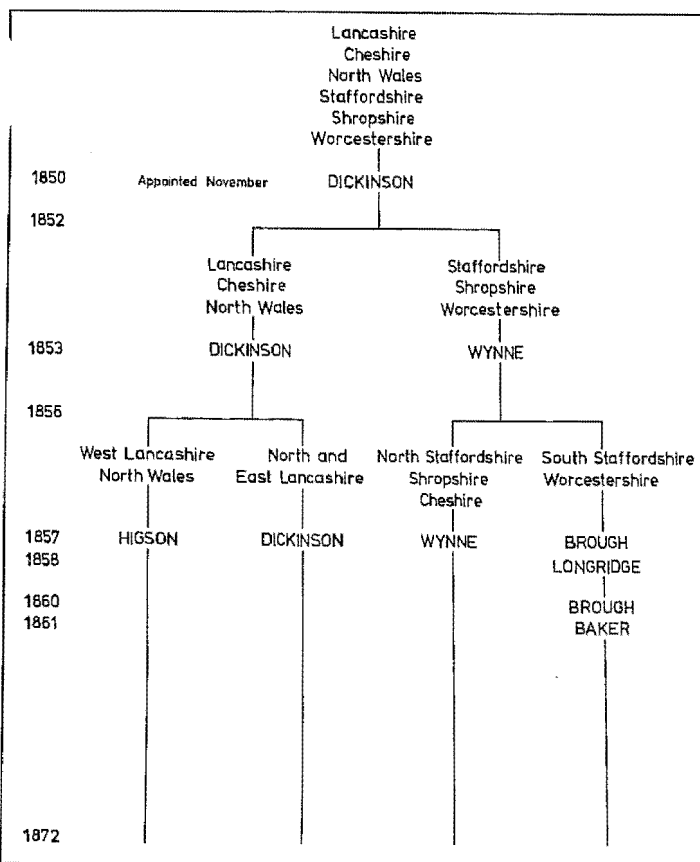 Lancashire
Cheshire
North Wales
Staffordshire
Shropshire
Worcestershire
1850 Appointed November DICKINSON
1852
Lancashire
Cheshire
North Wales
Staffordshire
Shropshire
Worcestershire
1853 DICKINSON WYNNE
1856
West Lancashire
North Wales
North and
East Lancashire
North Staffordshire
Shropshire
Cheshire
South Staffordshire
Worcestershire
1857 HIGSON DICKINSON WYNNE BROUGH
1858 LONGRIDGE
1860 BROUGH
1861 BAKER
1872